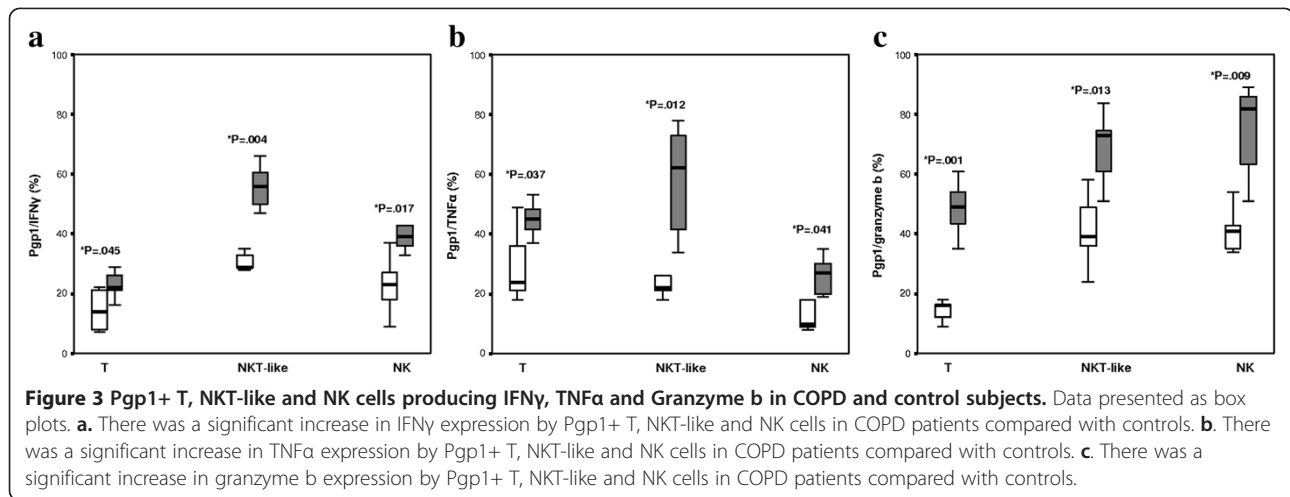 a
b
c
100
80
60
40
20
0
Pgp1/IFNγ (%)
*P=.045
*P=.004
*P=.017
T
NKT-like
NK
100
80
60
40
20
0
Pgp1/TNFα (%)
*P=.037
*P=.012
*P=.041
T
NKT-like
NK
100
80
60
40
20
0
Pgp1/granzyme b (%)
*P=.001
*P=.013
*P=.009
T
NKT-like
NK
Figure 3 Pgp1+ T, NKT-like and NK cells producing IFNγ, TNFα and Granzyme b in COPD and control subjects. Data presented as box
plots. a. There was a significant increase in IFNγ expression by Pgp1+ T, NKT-like and NK cells in COPD patients compared with controls. b. There
was a significant increase in TNFα expression by Pgp1+ T, NKT-like and NK cells in COPD patients compared with controls. c. There was a
significant increase in granzyme b expression by Pgp1+ T, NKT-like and NK cells in COPD patients compared with controls.